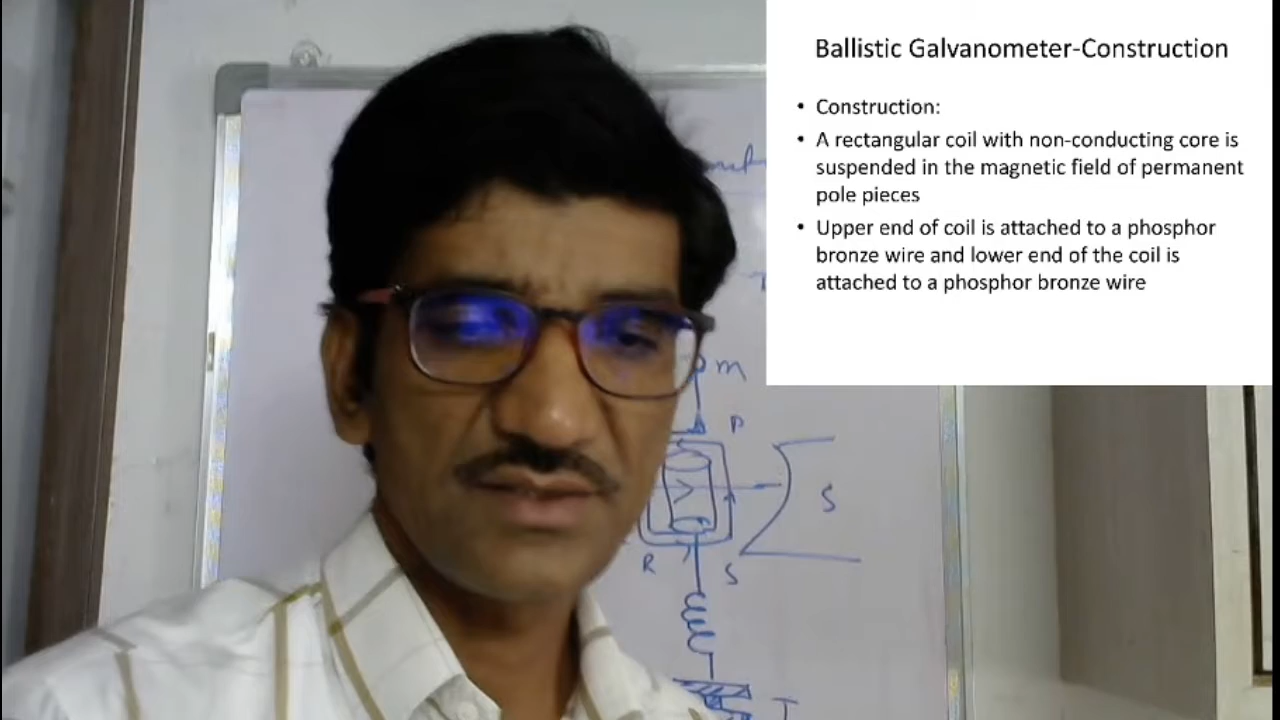 Ballistic Galvanometer-Construction
• Construction:
• A rectangular coil with non-conducting core is
suspended in the magnetic field of permanent
pole pieces
• Upper end of coil is attached to a phosphor
bronze wire and lower end of the coil is
attached to a phosphor bronze wire
m
P
S
R
S
T